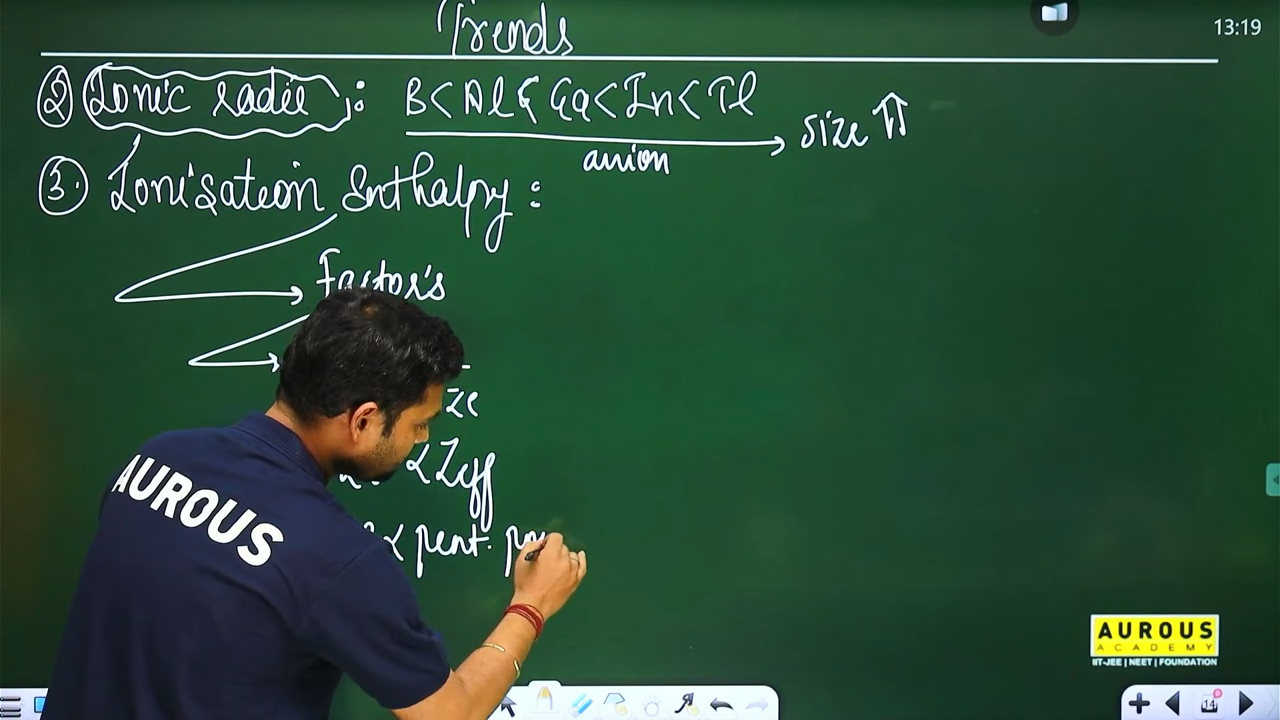 Trends
13:19
② Ionic radii : B < Al < Ga < In < Tl
anion
size ⇑
③. Ionisation Enthalpy :
Factor's
α Zeff
α pent.
AUROUS
AUROUS
ACADEMY
IIT-JEE | NEET | FOUNDATION
14